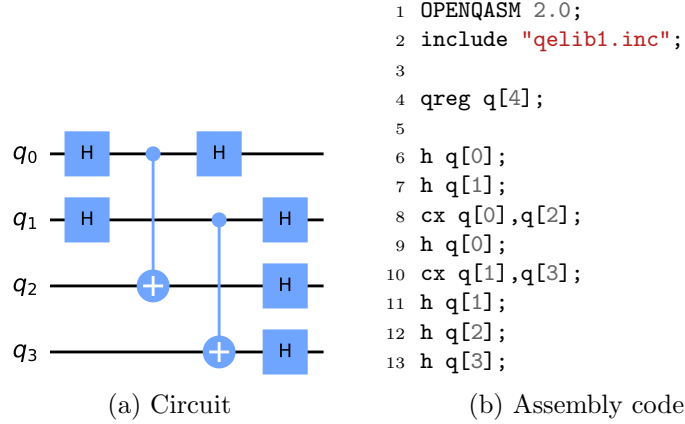 q0 H H
q1 H H
q2 H
q3 H
(a) Circuit
1 OPENQASM 2.0;
2 include "qelib1.inc";
3
4 qreg q[4];
5
6 h q[0];
7 h q[1];
8 cx q[0],q[2];
9 h q[0];
10 cx q[1],q[3];
11 h q[1];
12 h q[2];
13 h q[3];
(b) Assembly code